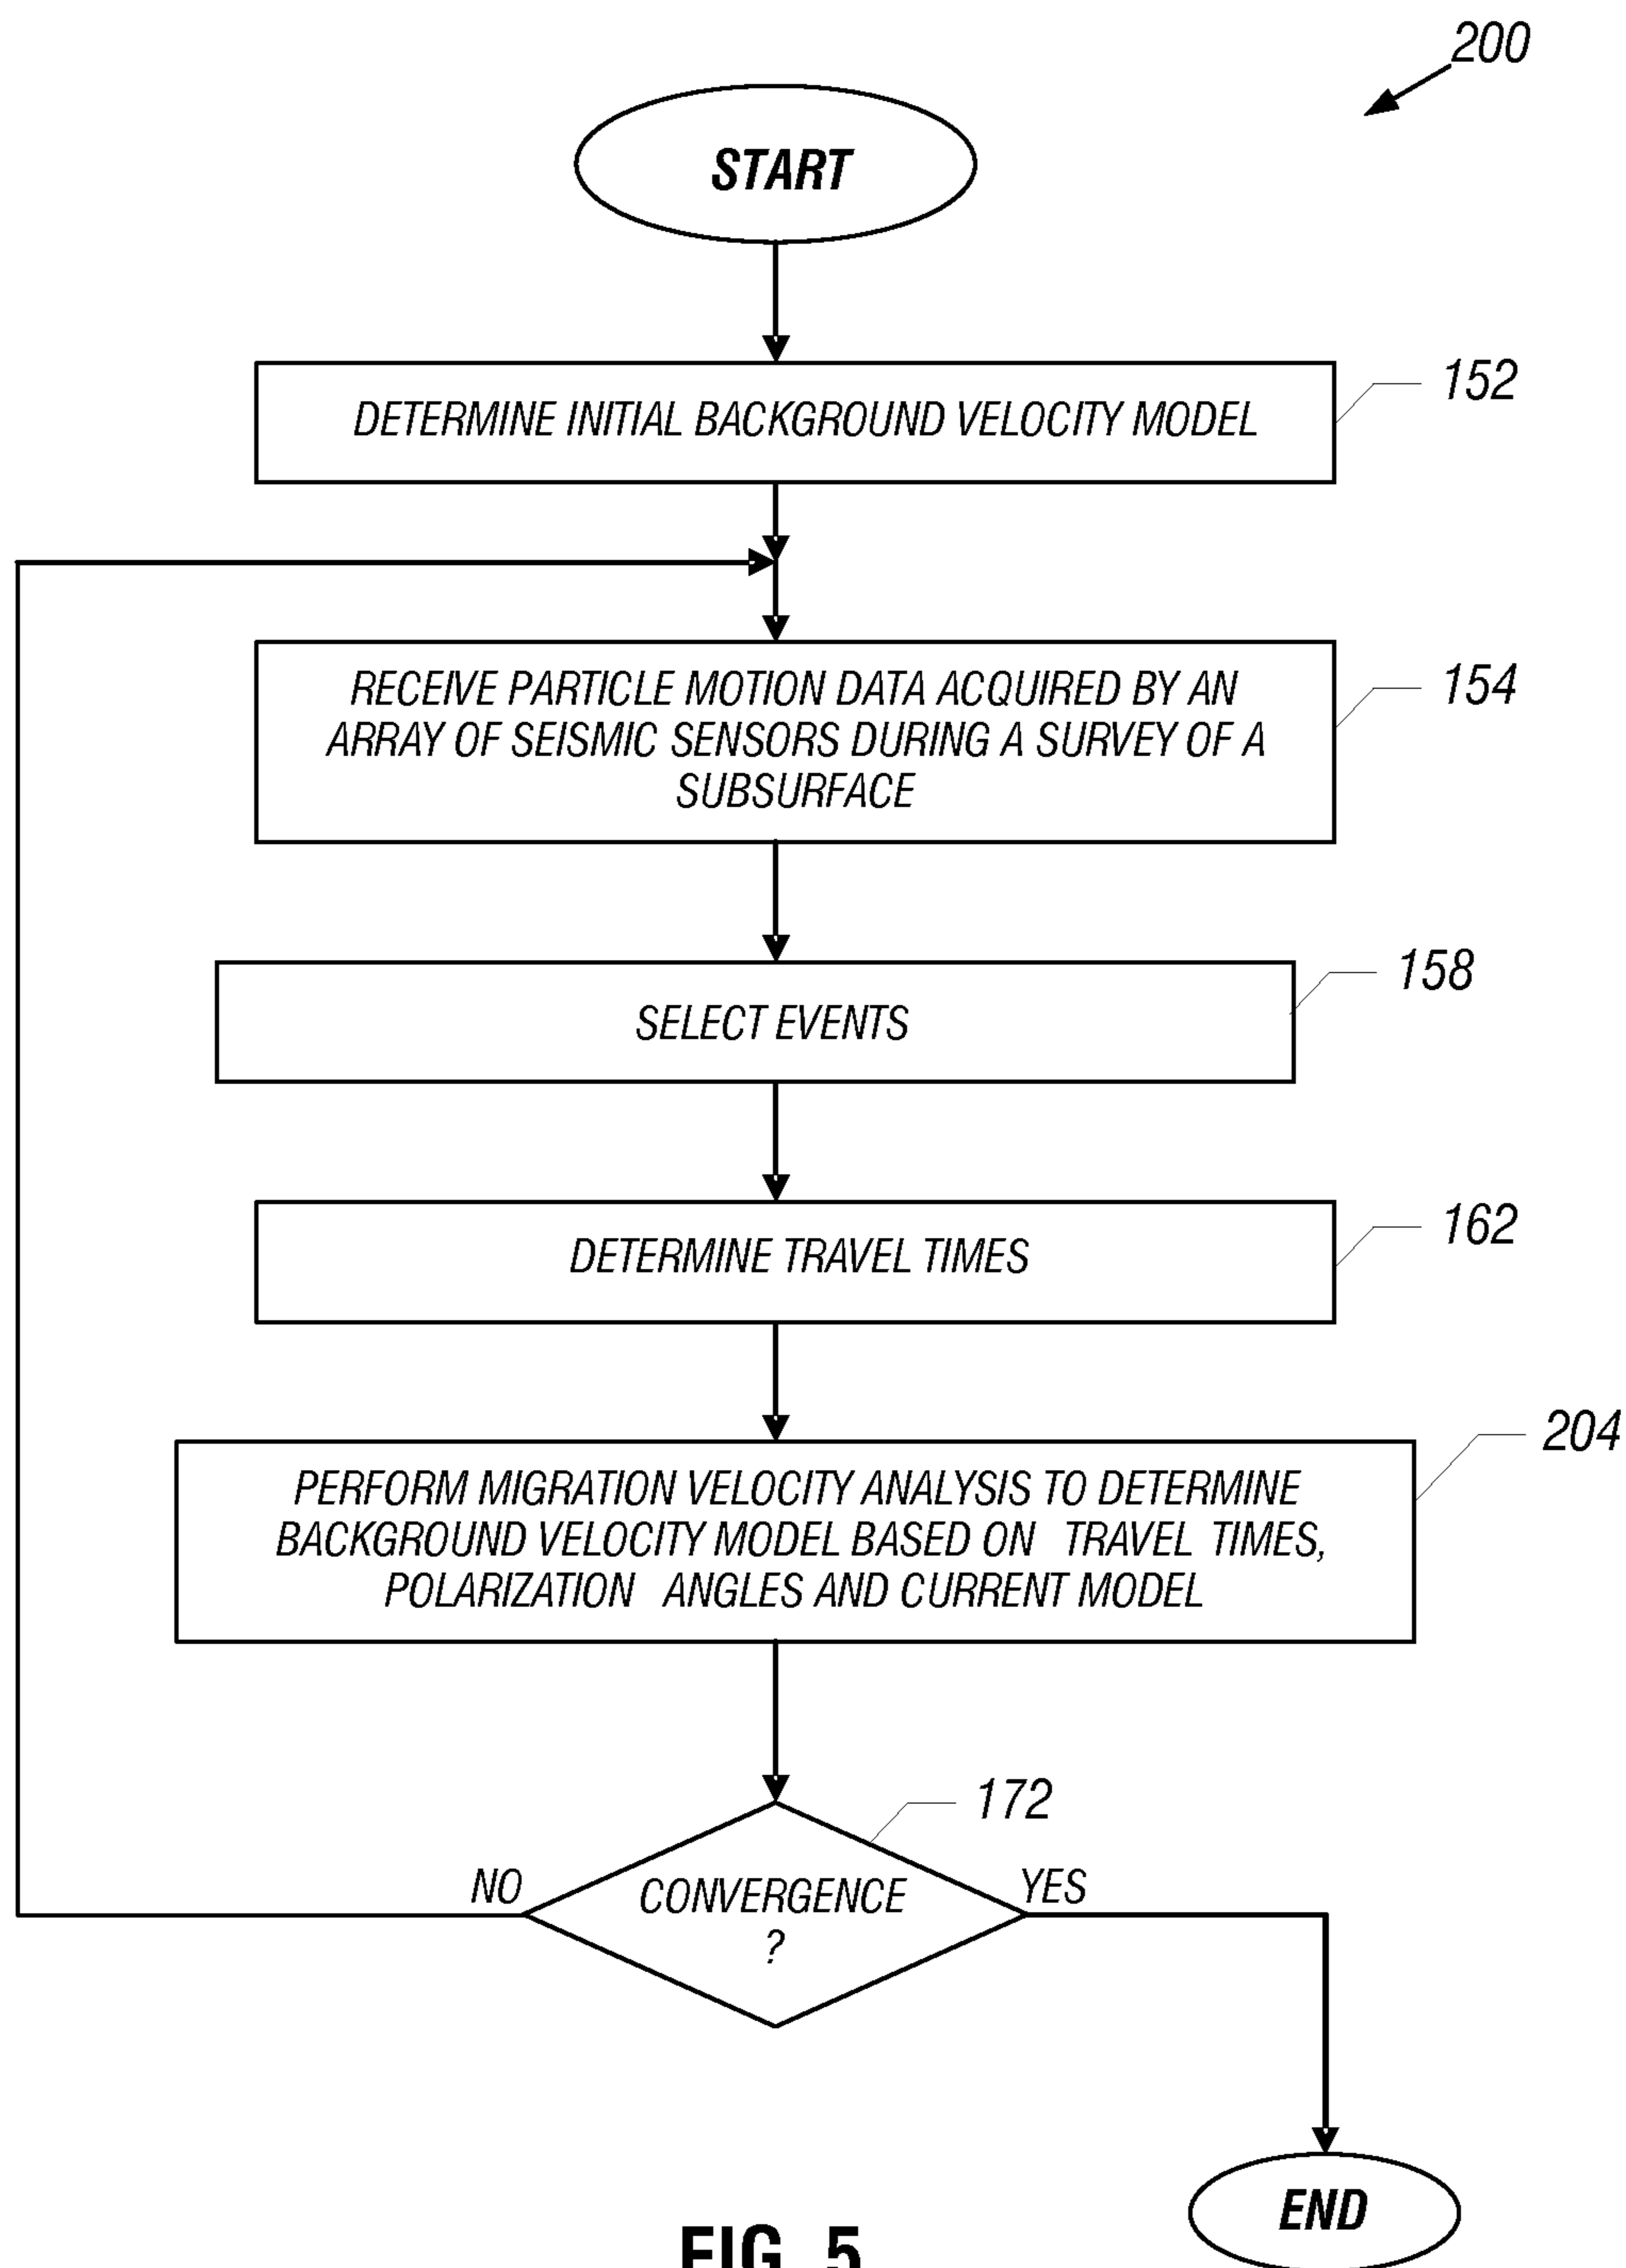 200
START
DETERMINE INITIAL BACKGROUND VELOCITY MODEL
152
RECEIVE PARTICLE MOTION DATA ACQUIRED BY AN
ARRAY OF SEISMIC SENSORS DURING A SURVEY OF A
SUBSURFACE
154
SELECT EVENTS
158
DETERMINE TRAVEL TIMES
162
PERFORM MIGRATION VELOCITY ANALYSIS TO DETERMINE
BACKGROUND VELOCITY MODEL BASED ON TRAVEL TIMES,
POLARIZATION ANGLES AND CURRENT MODEL
204
172
NO
CONVERGENCE
?
YES
END
FIG. 5